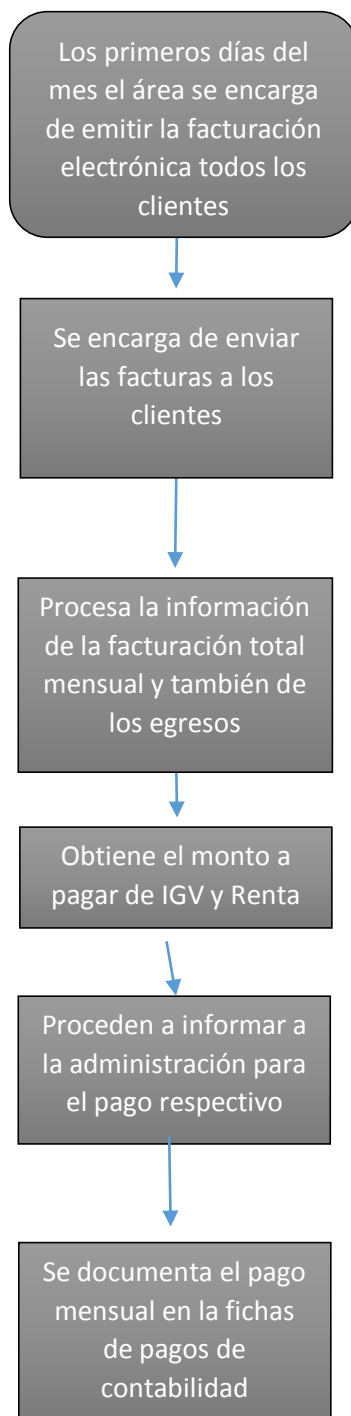 Los primeros días del
mes el área se encarga
de emitir la facturación
electrónica todos los
clientes
Se encarga de enviar
las facturas a los
clientes
Procesa la información
de la facturación total
mensual y también de
los egresos
Obtiene el monto a
pagar de IGV y Renta
Proceden a informar a
la administración para
el pago respectivo
Se documenta el pago
mensual en la fichas
de pagos de
contabilidad